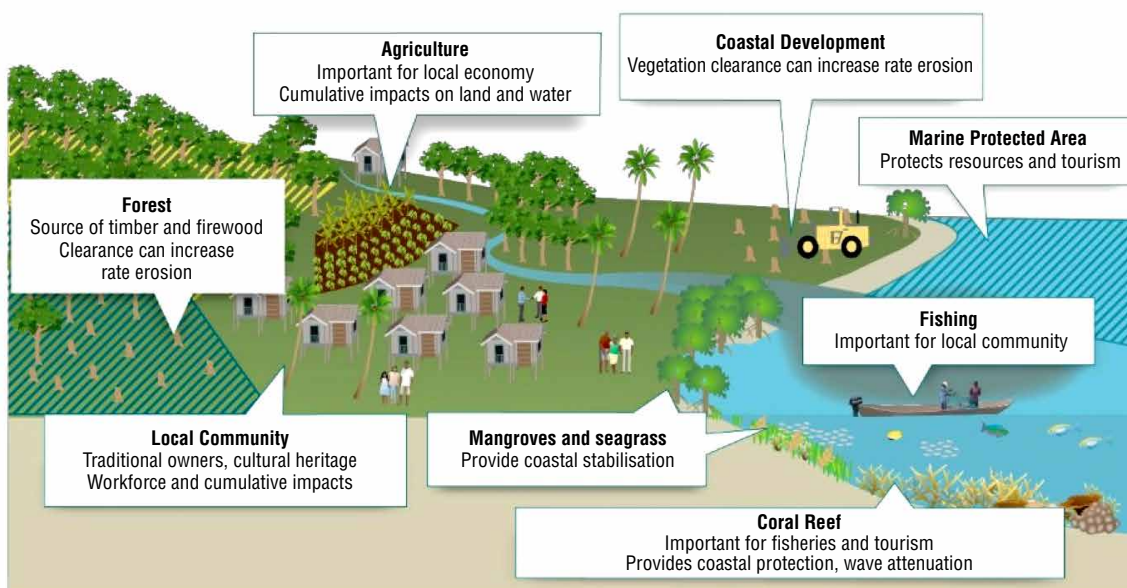 Agriculture
Important for local economy
Cumulative impacts on land and water
Coastal Development
Vegetation clearance can increase rate erosion
Marine Protected Area
Protects resources and tourism
Forest
Source of timber and firewood
Clearance can increase
rate erosion
Fishing
Important for local community
Local Community
Traditional owners, cultural heritage
Workforce and cumulative impacts
Mangroves and seagrass
Provide coastal stabilisation
Coral Reef
Important for fisheries and tourism
Provides coastal protection, wave attenuation